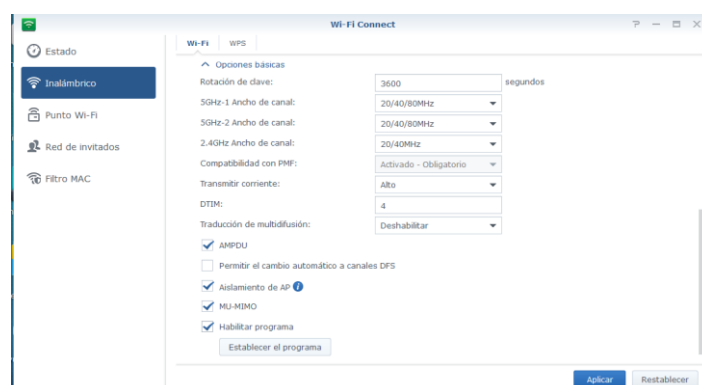 Wi-Fi Connect
Estado
Inalámbrico
Punto Wi-Fi
Red de invitados
Filtro MAC
Wi-Fi WPS
Opciones básicas
Rotación de clave: 3600 segundos
5GHz-1 Ancho de canal: 20/40/80MHz
5GHz-2 Ancho de canal: 20/40/80MHz
2.4GHz Ancho de canal: 20/40MHz
Compatibilidad con PMF: Activado - Obligatorio
Transmitir corriente: Alto
DTIM: 4
Traducción de multidifusión: Deshabilitar
AMPDU
Permitir el cambio automático a canales DFS
Aislamiento de AP
MU-MIMO
Habilitar programa
Establecer el programa
Aplicar Restablecer